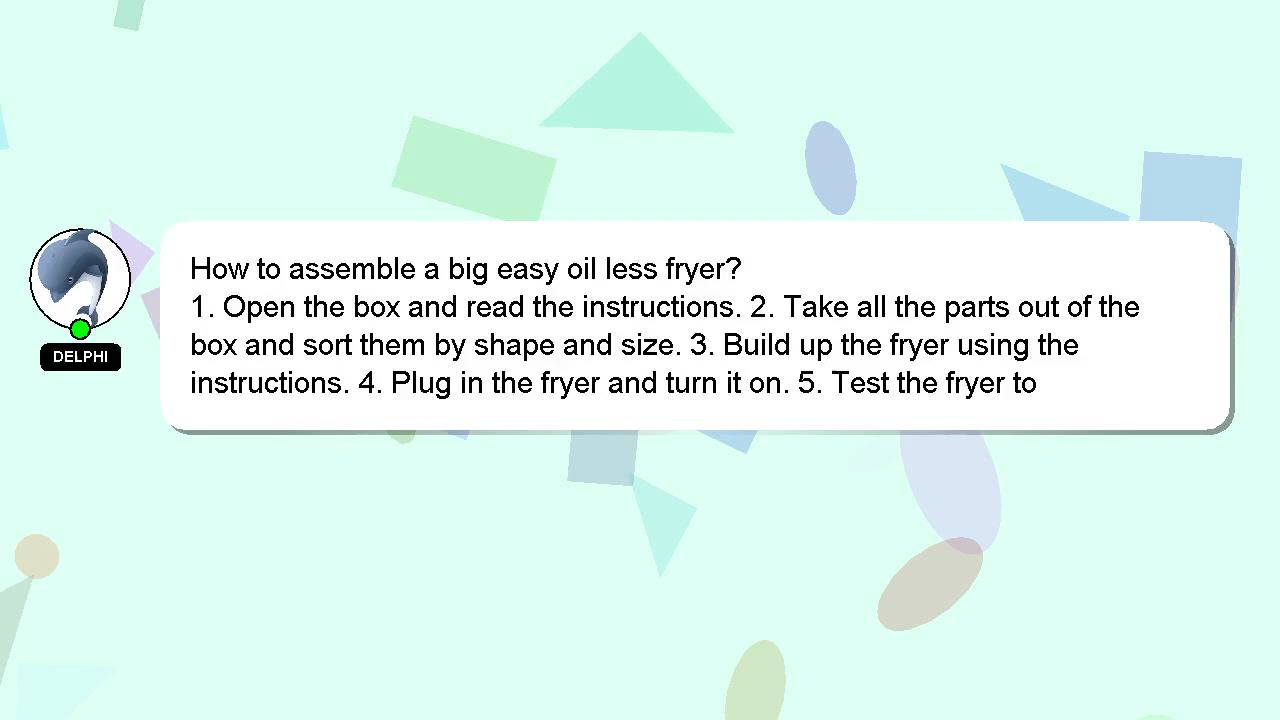 How to assemble a big easy oil less fryer?
1. Open the box and read the instructions. 2. Take all the parts out of the
box and sort them by shape and size. 3. Build up the fryer using the
instructions. 4. Plug in the fryer and turn it on. 5. Test the fryer to
DELPHI